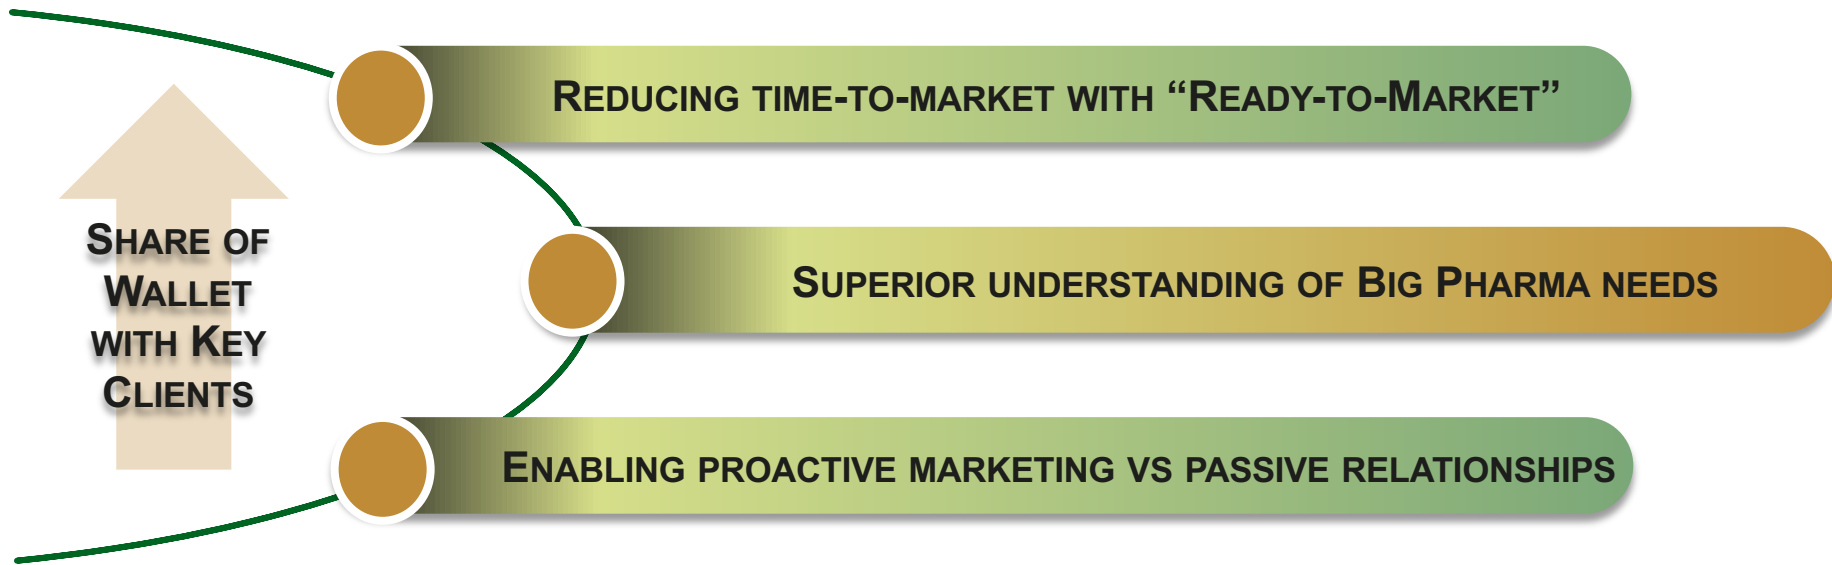 REDUCING TIME-TO-MARKET WITH “READY-TO-MARKET”
SHARE OF
WALLET
WITH KEY
CLIENTS
SUPERIOR UNDERSTANDING OF BIG PHARMA NEEDS
ENABLING PROACTIVE MARKETING VS PASSIVE RELATIONSHIPS